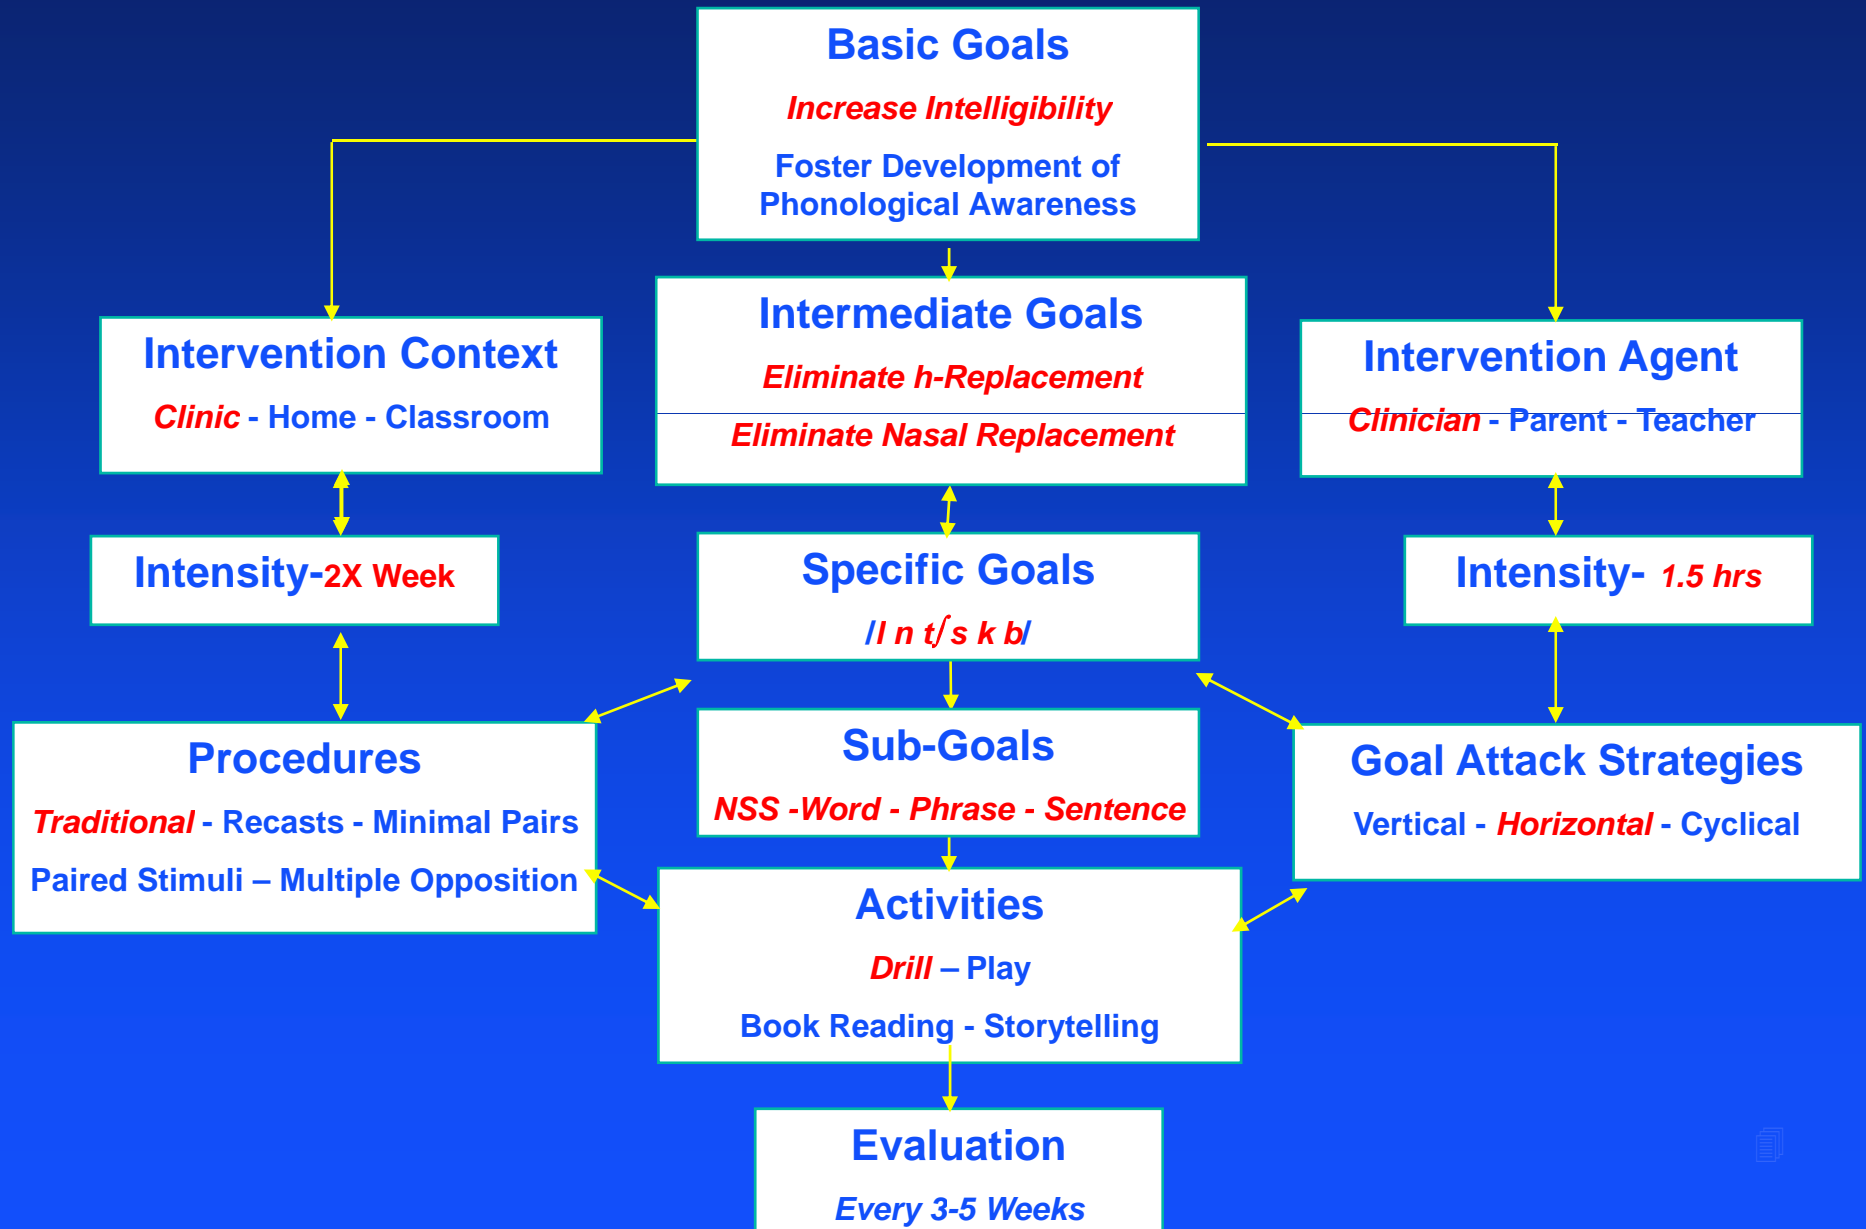 Basic Goals
Increase Intelligibility
Foster Development of
Phonological Awareness
Intervention Context
Clinic - Home - Classroom
Intermediate Goals
Eliminate h-Replacement
Eliminate Nasal Replacement
Intervention Agent
Clinician - Parent - Teacher
Intensity-2X Week
Specific Goals
/l n t∫ s k b/
Intensity- 1.5 hrs
Procedures
Traditional - Recasts - Minimal Pairs
Paired Stimuli – Multiple Opposition
Sub-Goals
NSS -Word - Phrase - Sentence
Goal Attack Strategies
Vertical - Horizontal - Cyclical
Activities
Drill – Play
Book Reading - Storytelling
Evaluation
Every 3-5 Weeks